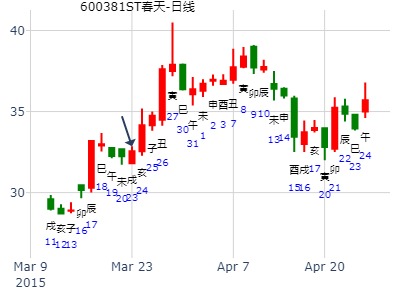 600381ST春天-日线
40
35
30
戌
11
亥
12
子
13
卯
16
辰
17
巳
18
午
19
未
20
戌
23
亥
24
子
25
丑
26
寅
27
巳
30
午
31
未
1
申
2
酉
3
丑
7
寅
8
卯
9
辰
10
未
13
申
14
酉
15
戌
16
亥
17
寅
20
卯
21
辰
22
巳
23
午
24
Mar 9
2015
Mar 23
Apr 7
Apr 20